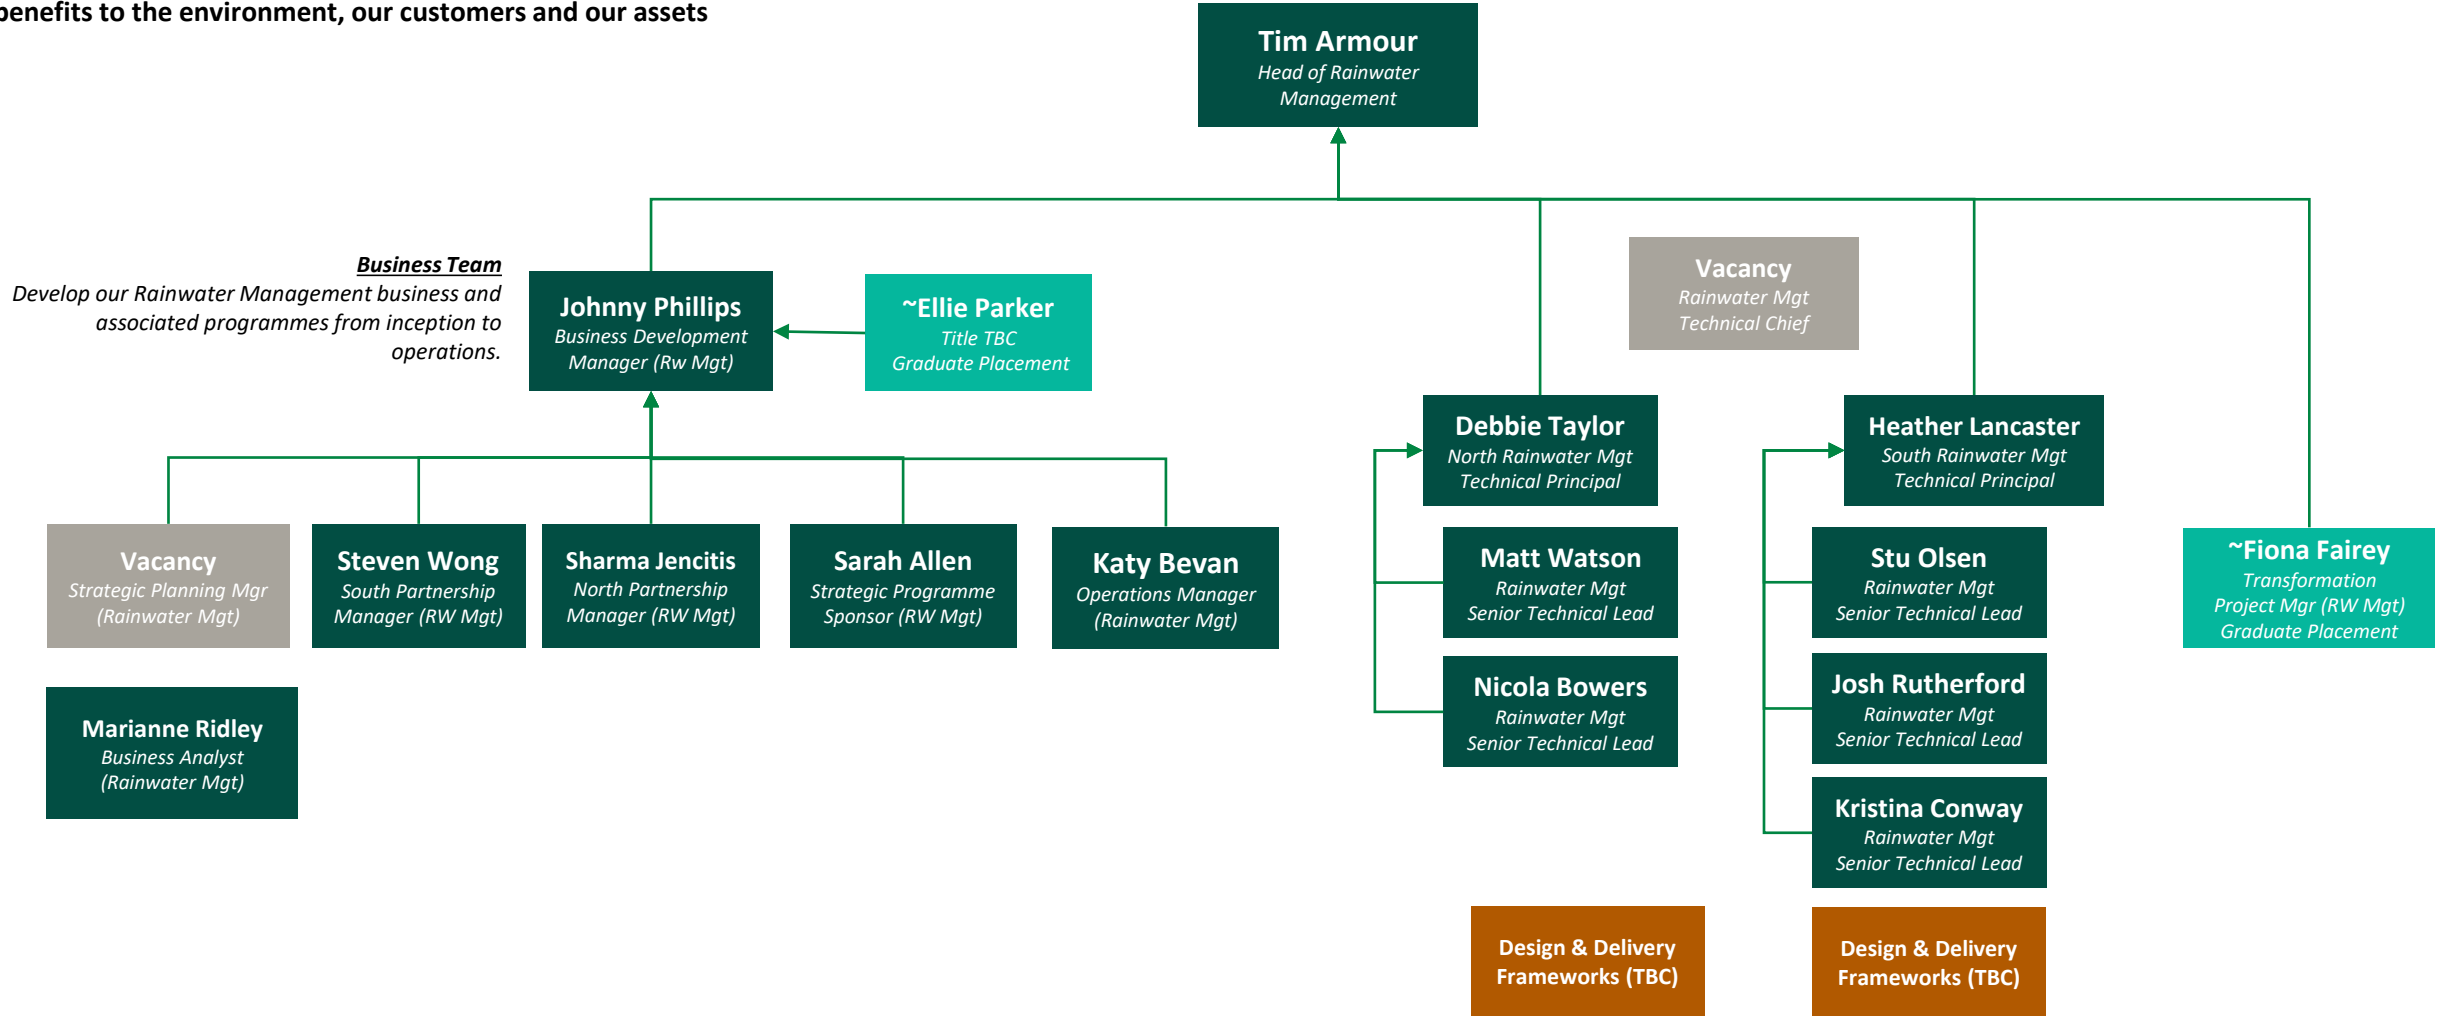 benefits to the environment, our customers and our assets
Tim Armour
Head of Rainwater
Management
Business Team
Develop our Rainwater Management business and
associated programmes from inception to
operations.
Johnny Phillips
Business Development
Manager (Rw Mgt)
~Ellie Parker
Title TBC
Graduate Placement
Vacancy
Rainwater Mgt
Technical Chief
Debbie Taylor
North Rainwater Mgt
Technical Principal
Heather Lancaster
South Rainwater Mgt
Technical Principal
Vacancy
Strategic Planning Mgr
(Rainwater Mgt)
Steven Wong
South Partnership
Manager (RW Mgt)
Sharma Jencitis
North Partnership
Manager (RW Mgt)
Sarah Allen
Strategic Programme
Sponsor (RW Mgt)
Katy Bevan
Operations Manager
(Rainwater Mgt)
Matt Watson
Rainwater Mgt
Senior Technical Lead
Stu Olsen
Rainwater Mgt
Senior Technical Lead
~Fiona Fairey
Transformation
Project Mgr (RW Mgt)
Graduate Placement
Marianne Ridley
Business Analyst
(Rainwater Mgt)
Nicola Bowers
Rainwater Mgt
Senior Technical Lead
Josh Rutherford
Rainwater Mgt
Senior Technical Lead
Kristina Conway
Rainwater Mgt
Senior Technical Lead
Design & Delivery
Frameworks (TBC)
Design & Delivery
Frameworks (TBC)